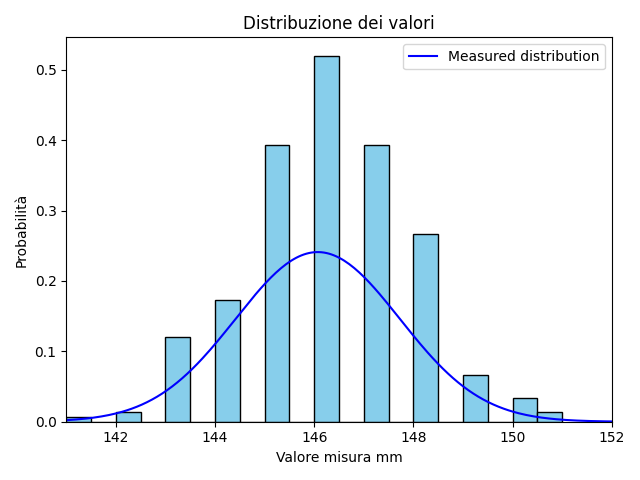 Distribuzione dei valori
Measured distribution
0.5
0.4
0.3
0.2
0.1
0.0
Probabilità
142 144 146 148 150 152
Valore misura mm